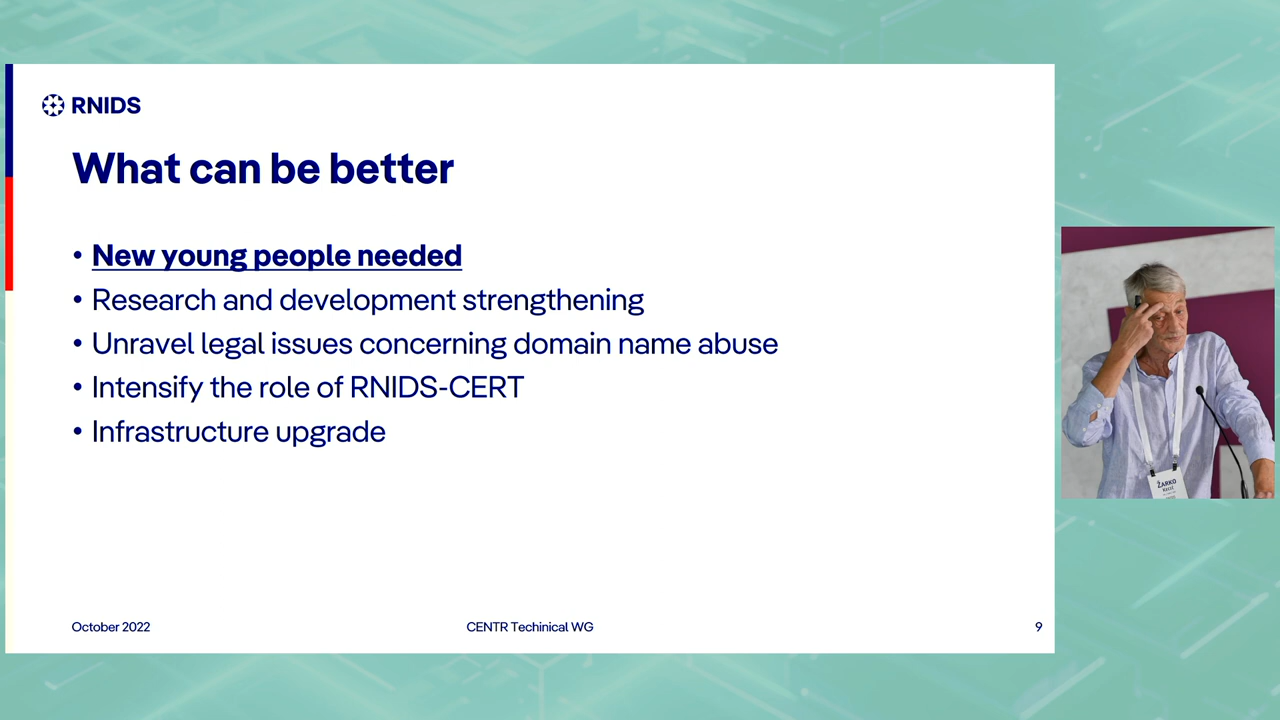 RNIDS
What can be better
• New young people needed
• Research and development strengthening
• Unravel legal issues concerning domain name abuse
• Intensify the role of RNIDS-CERT
• Infrastructure upgrade
October 2022
CENTR Techinical WG
9
ŽARKO